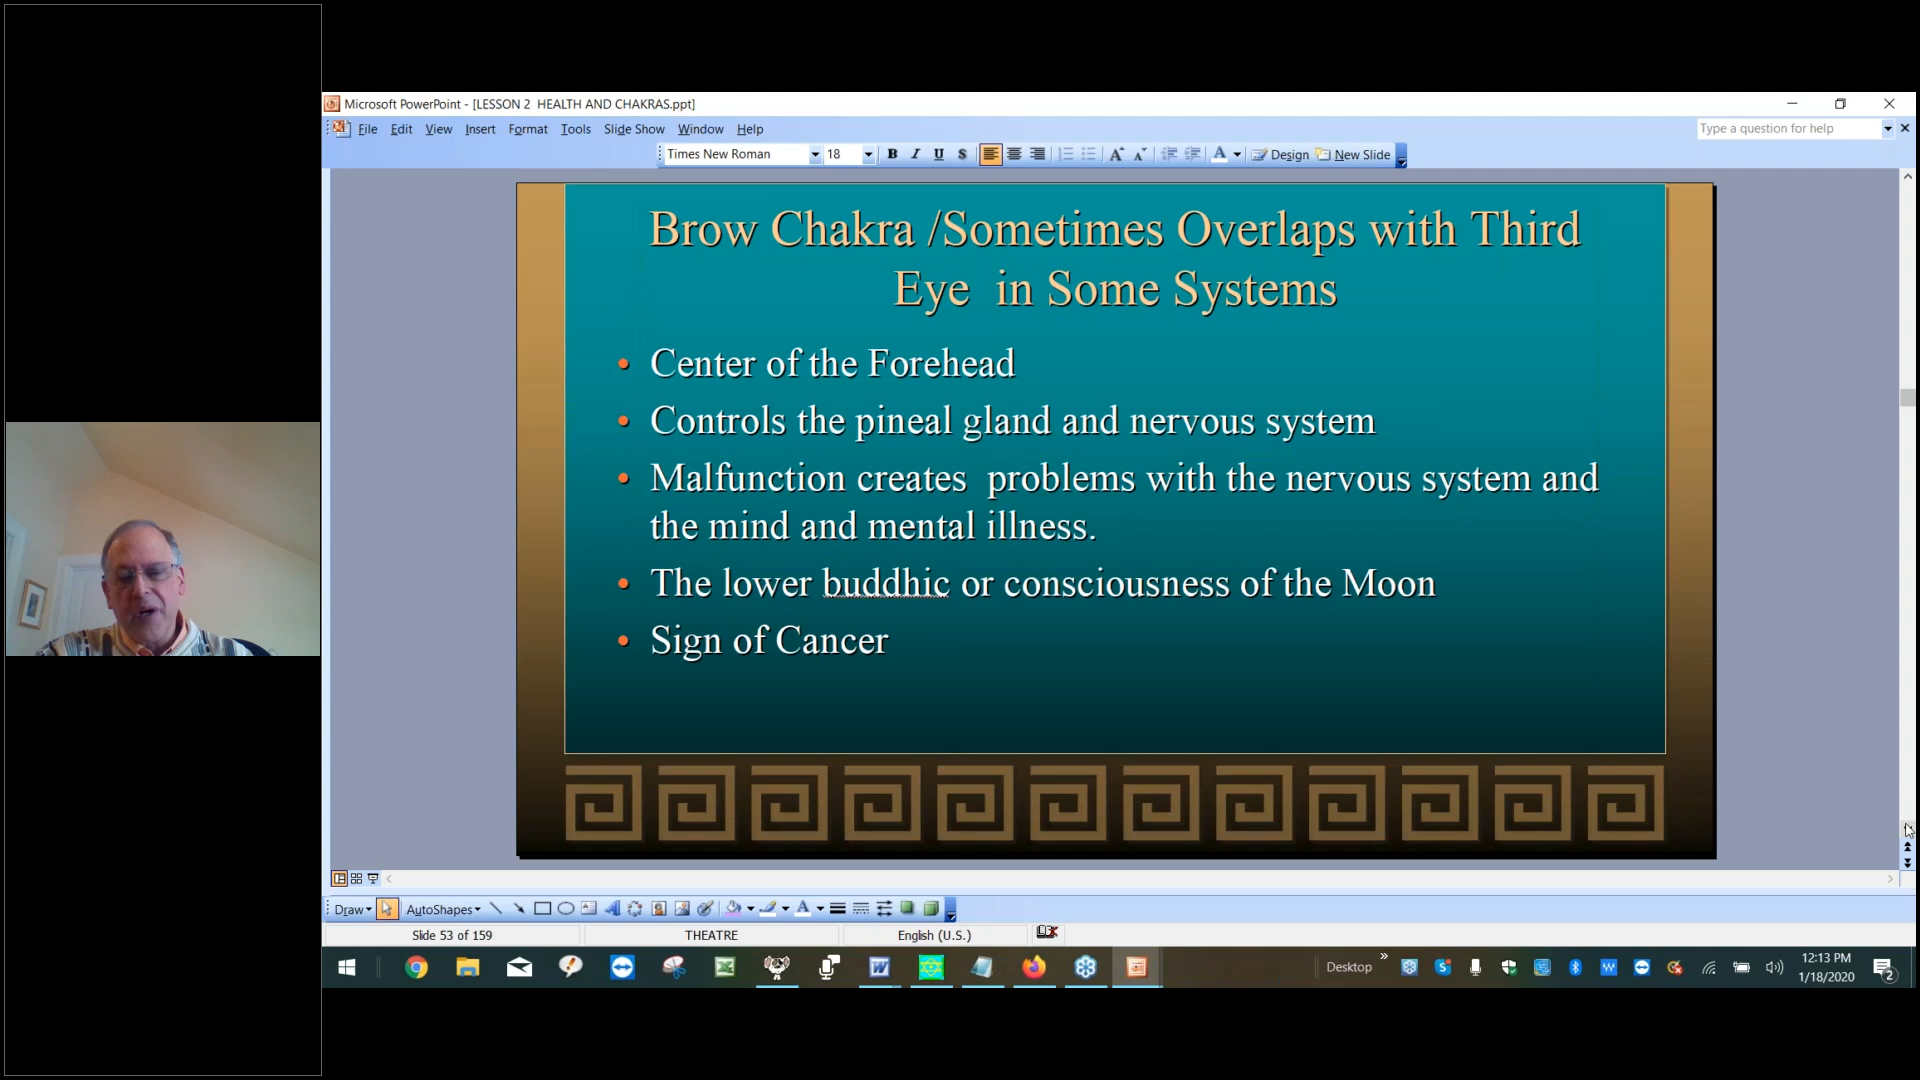 Microsoft PowerPoint - [LESSON 2  HEALTH AND CHAKRAS.ppt]
File Edit View Insert Format Tools Slide Show Window Help
Type a question for help
Times New Roman 18 B I U S A A A Design New Slide
Brow Chakra /Sometimes Overlaps with Third
Eye  in Some Systems
• Center of the Forehead
• Controls the pineal gland and nervous system
• Malfunction creates  problems with the nervous system and
the mind and mental illness.
• The lower buddhic or consciousness of the Moon
• Sign of Cancer
Draw AutoShapes A
Slide 53 of 159 THEATRE English (U.S.)
Desktop
12:13 PM
1/18/2020
2